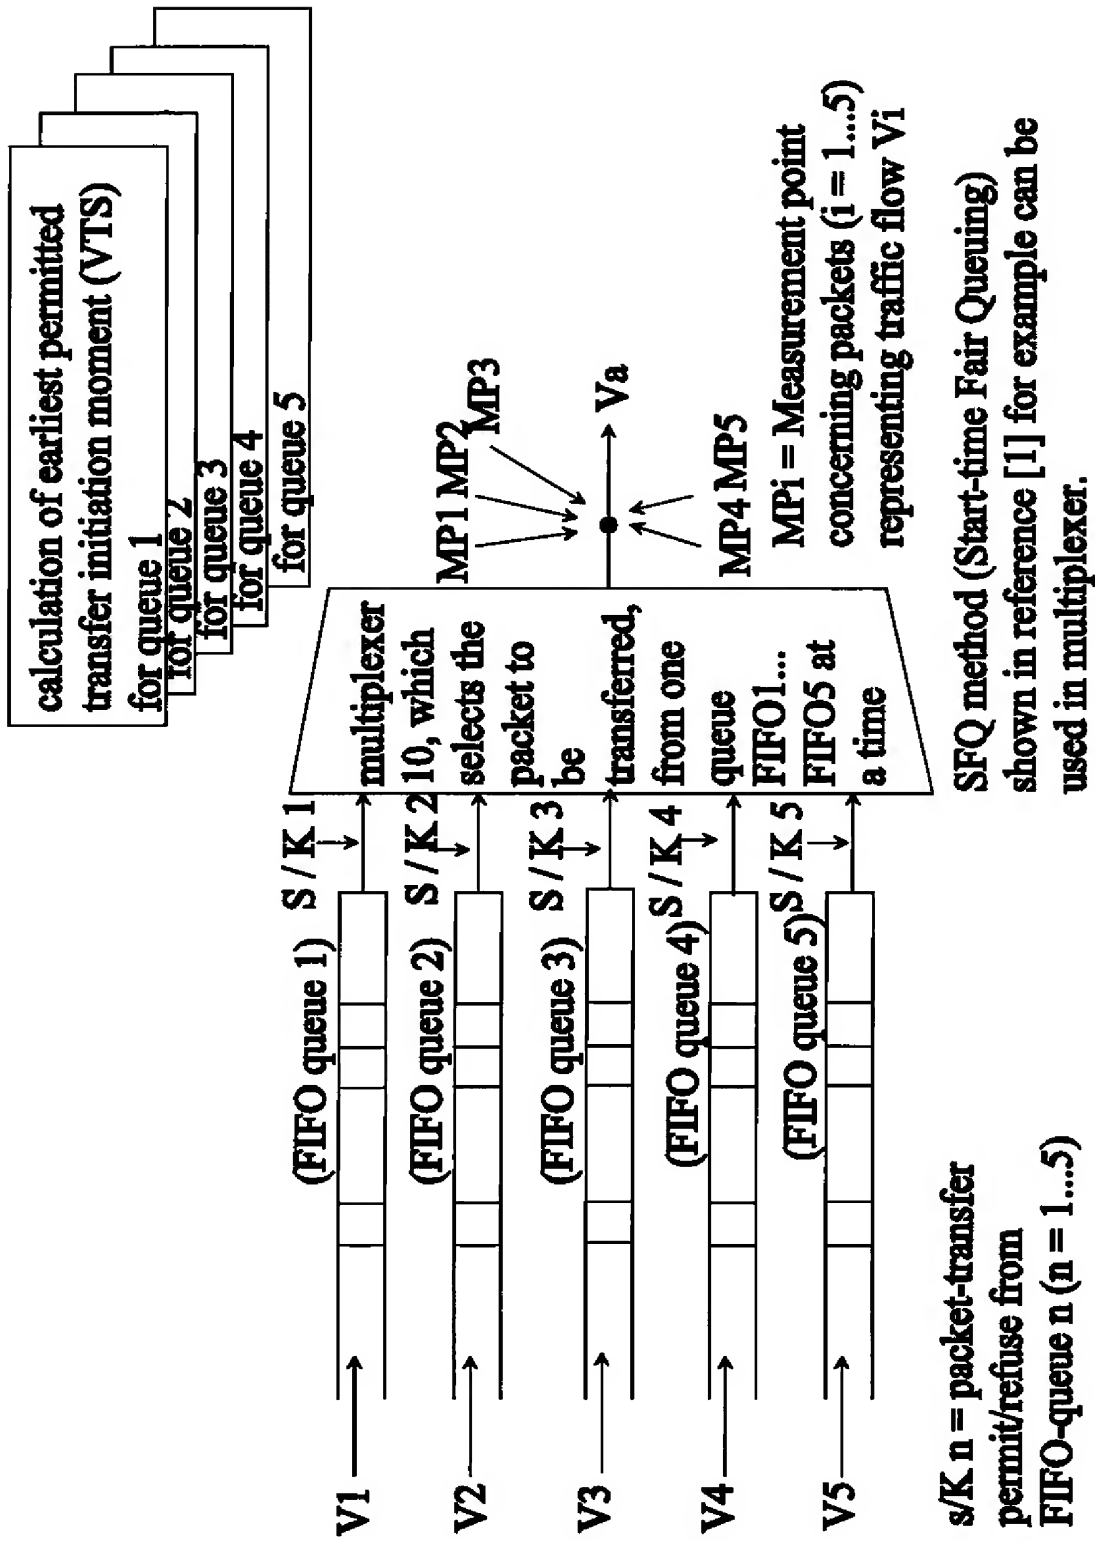 calculation of earliest permitted
transfer initiation moment (VTS)
for queue 1
for queue 2
for queue 3
for queue 4
for queue 5
V1
(FIFO queue 1)
S / K 1
V2
(FIFO queue 2)
S / K 2
V3
(FIFO queue 3)
S / K 3
V4
(FIFO queue 4)
S / K 4
V5
(FIFO queue 5)
S / K 5
multiplexer
10, which
selects the
packet to
be
transferred,
from one
queue
FIFO1...
FIFO5 at
a time
MP1 MP2
MP3
Va
MP4 MP5
MPi = Measurement point
concerning packets (i = 1...5)
representing traffic flow Vi
s/K n = packet-transfer
permit/refuse from
FIFO-queue n (n = 1...5)
SFQ method (Start-time Fair Queuing)
shown in reference [1] for example can be
used in multiplexer.